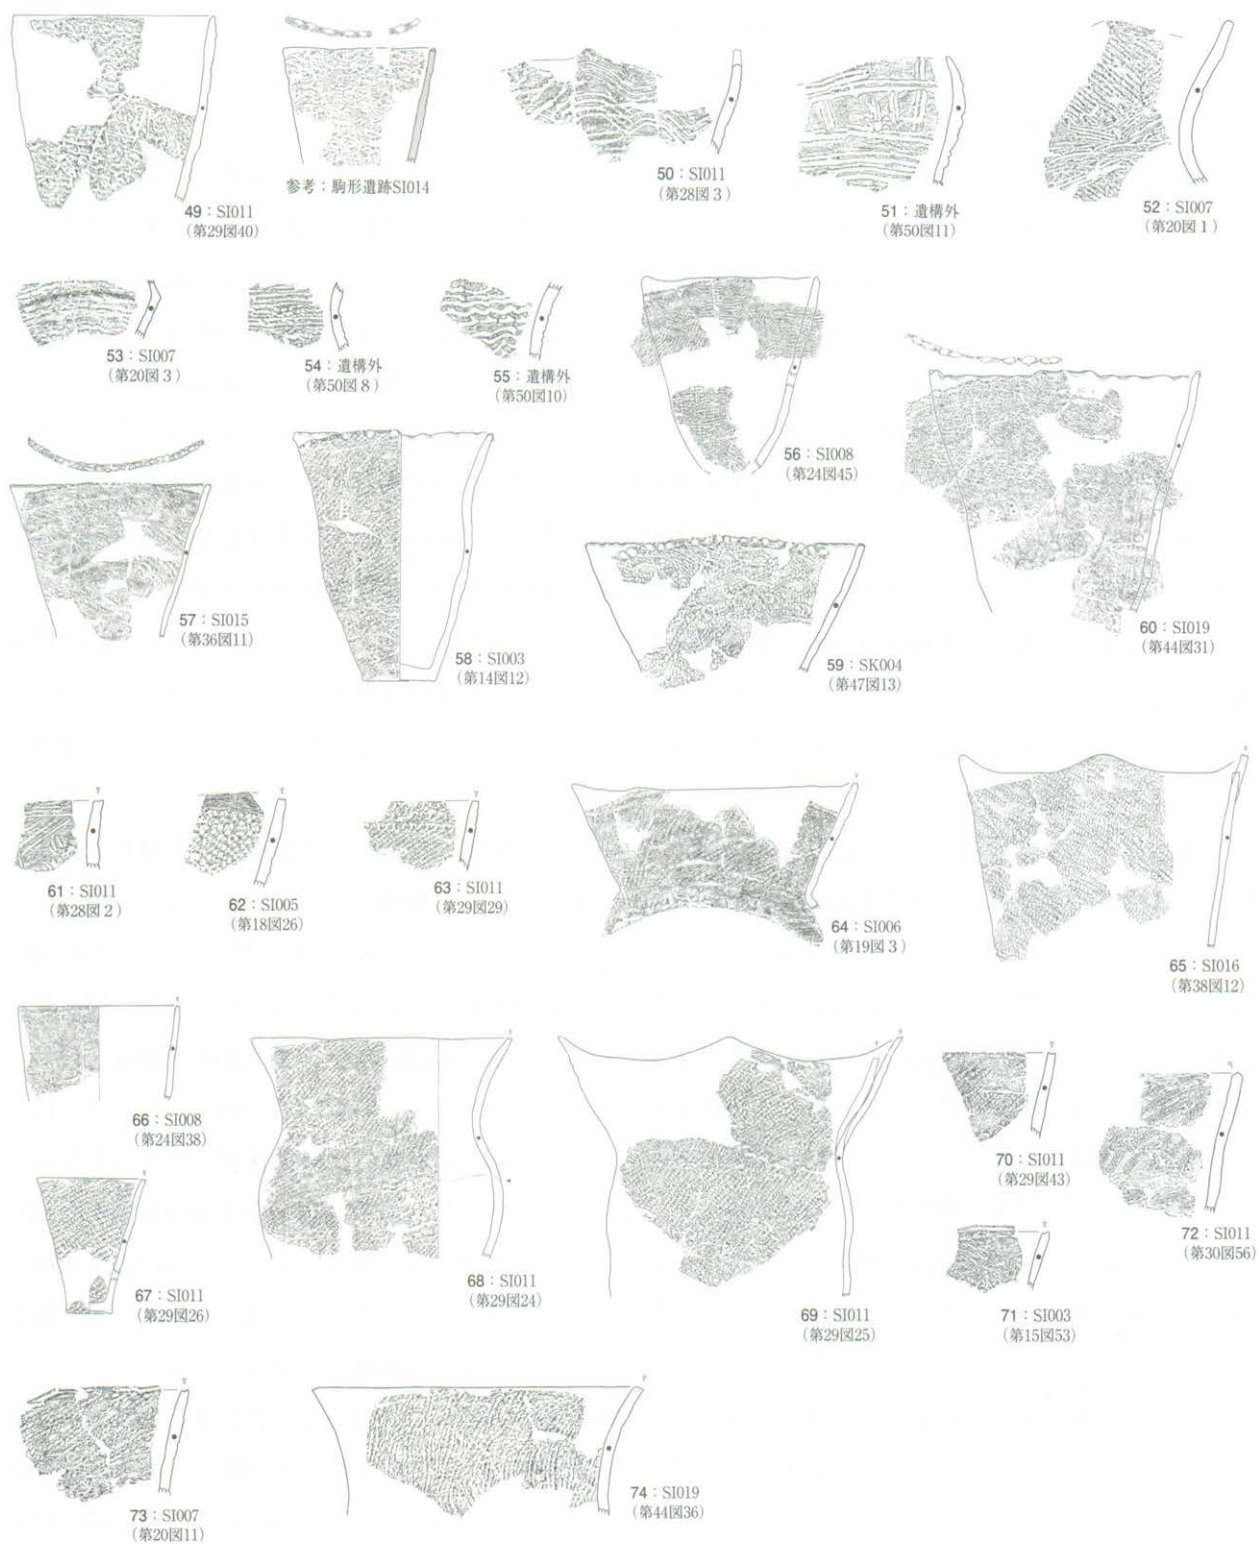 49：SI011
（第29図40）
参考：駒形遺跡SI014
50：SI011
（第28図3）
51：遺構外
（第50図11）
52：SI007
（第20図1）
53：SI007
（第20図3）
54：遺構外
（第50図8）
55：遺構外
（第50図10）
56：SI008
（第24図45）
57：SI015
（第36図11）
58：SI003
（第14図12）
59：SK004
（第47図13）
60：SI019
（第44図31）
61：SI011
（第28図2）
62：SI005
（第18図26）
63：SI011
（第29図29）
64：SI006
（第19図3）
65：SI016
（第38図12）
66：SI008
（第24図38）
67：SI011
（第29図26）
68：SI011
（第29図24）
69：SI011
（第29図25）
70：SI011
（第29図43）
71：SI003
（第15図53）
72：SI011
（第30図56）
73：SI007
（第20図11）
74：SI019
（第44図36）